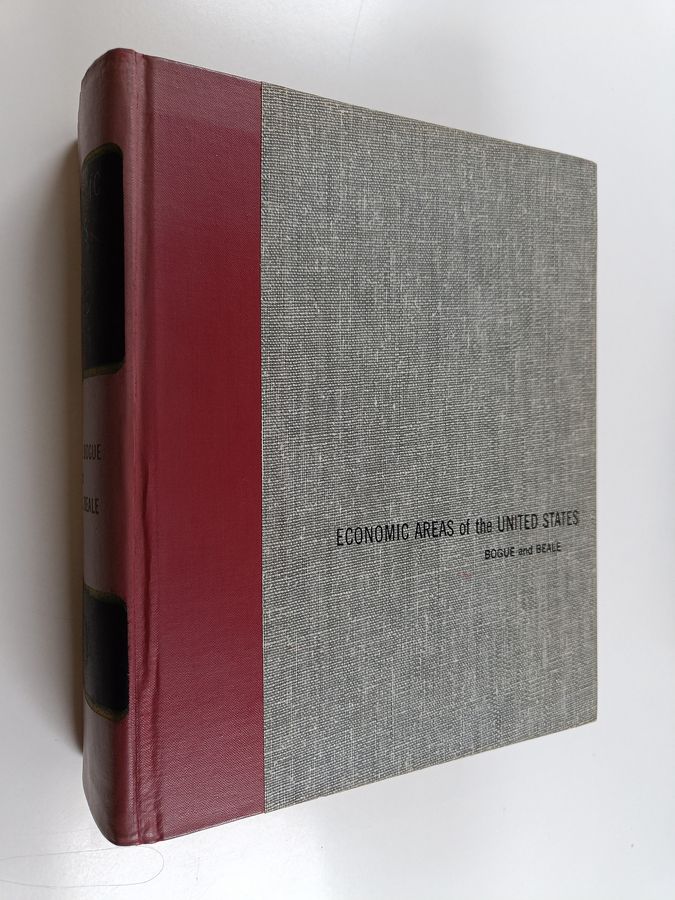 ECONOMIC AREAS of the UNITED STATES
BOGUE and BEALE
BOGUE
BEALE